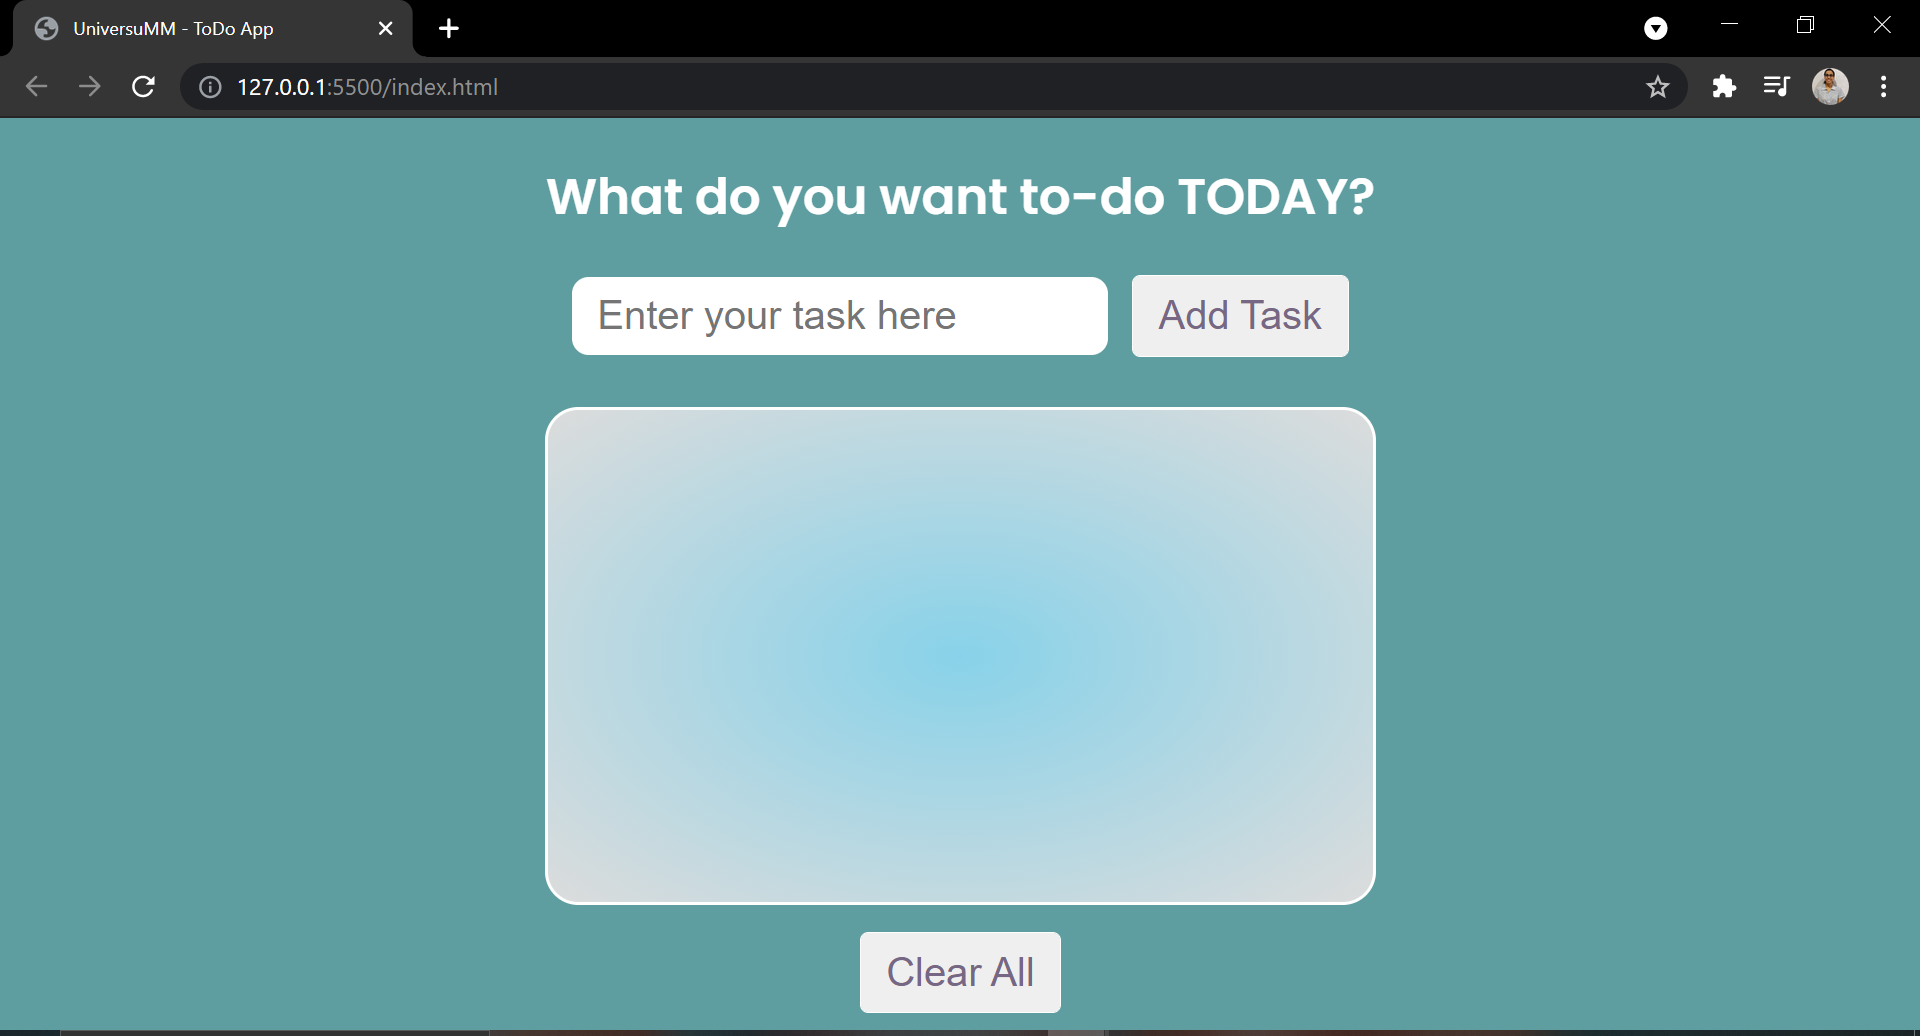 UniversuMM - ToDo App
127.0.0.1:5500/index.html
What do you want to-do TODAY?
Enter your task here
Add Task
Clear All